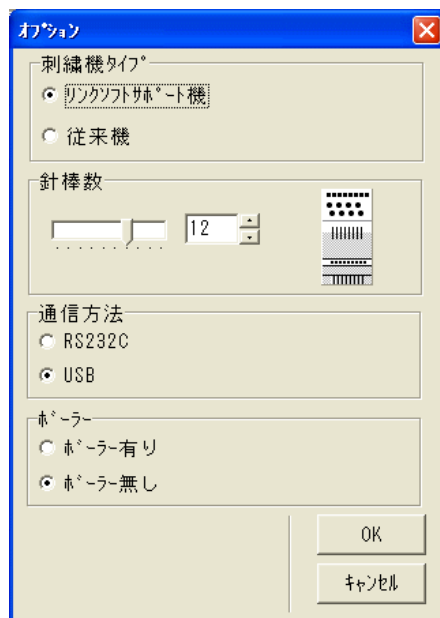 ｵﾌﾟｼｮﾝ
刺繍機ﾀｲﾌﾟ
ﾘﾝｸｿﾌﾄｻﾎﾟｰﾄ機
従来機
針棒数
12
通信方法
RS232C
USB
ﾎﾞｰﾗｰ
ﾎﾞｰﾗｰ有り
ﾎﾞｰﾗｰ無し
OK
ｷｬﾝｾﾙ